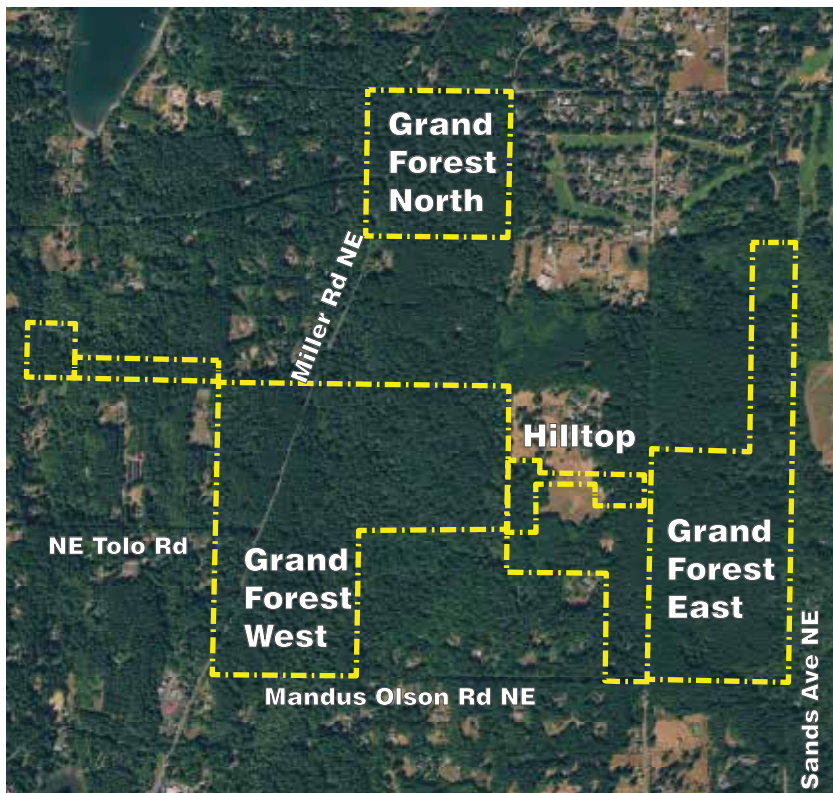 Grand
Forest
North
Miller Rd NE
Hilltop
NE Tolo Rd
Grand
Forest
West
Grand
Forest
East
Mandus Olson Rd NE
Sands Ave NE